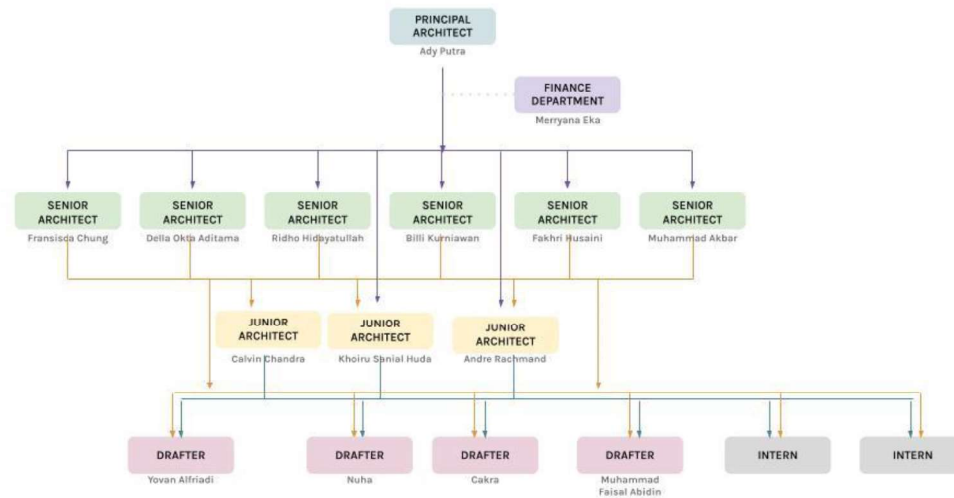 PRINCIPAL
ARCHITECT
Ady Putra
FINANCE
DEPARTMENT
Merryana Eka
SENIOR
ARCHITECT
Fransisca Chung
SENIOR
ARCHITECT
Della Okta Aditama
SENIOR
ARCHITECT
Ridho Hidayatullah
SENIOR
ARCHITECT
Billi Kurniawan
SENIOR
ARCHITECT
Fakhri Husaini
SENIOR
ARCHITECT
Muhammad Akbar
JUNIOR
ARCHITECT
Calvin Chandra
JUNIOR
ARCHITECT
Khoiru Sanial Huda
JUNIOR
ARCHITECT
Andre Rachmand
DRAFTER
Yovan Alfriadi
DRAFTER
Nuha
DRAFTER
Cakra
DRAFTER
Muhammad
Faisal Abidin
INTERN
INTERN